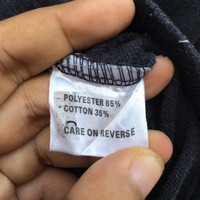 POLYESTER 65%
COTTON 35%
CARE ON REVERSE